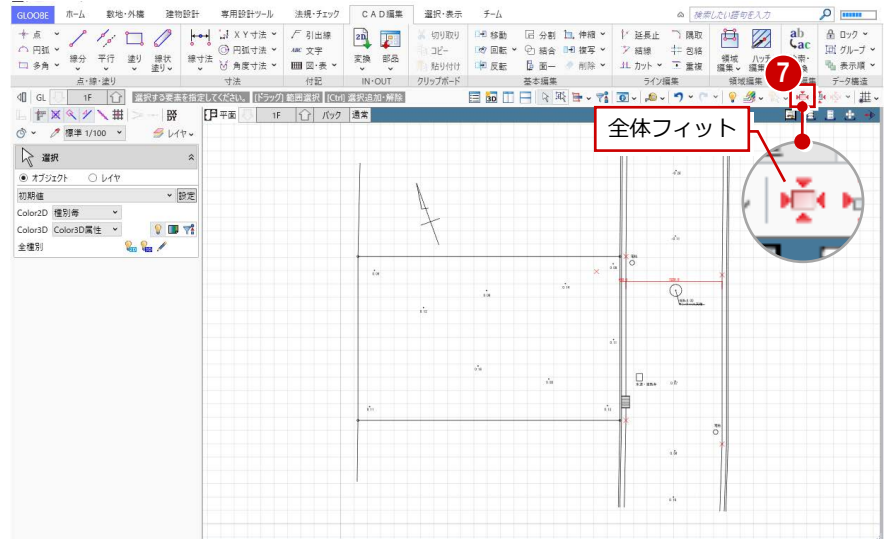 GLOOBE ホーム 敷地・外構 建物設計 専用設計ツール 法規・チェック CAD編集 選択・表示 チーム 検索したい語句を入力
点 XY寸法 引出線 切切取り 移動 分割 伸縮 延長止 隅取 ロック
円弧 円弧寸法 文字 コピー 回転 結合 複写 結線 包絡 グループ
多角 線分 平行 塗り 線状塗り 線寸法 角度寸法 図・表 変換 部品 貼り付け 反転 面一 削除 カット 重複 領域編集 ハッチ 表示順
点・線・塗り 寸法 付記 IN・OUT クリップボード 基本編集 ライン編集 領域編集 データ構造
7
GL 1F 選択する要素を指定してください。 [ドラッグ] 範囲選択 [Ctrl] 選択追加・解除
平面 1F バック 通常
標準 1/100 レイヤ
全体フィット
選択
オブジェクト レイヤ
初期値 設定
Color2D 種別毎
Color3D Color3D属性
全種別